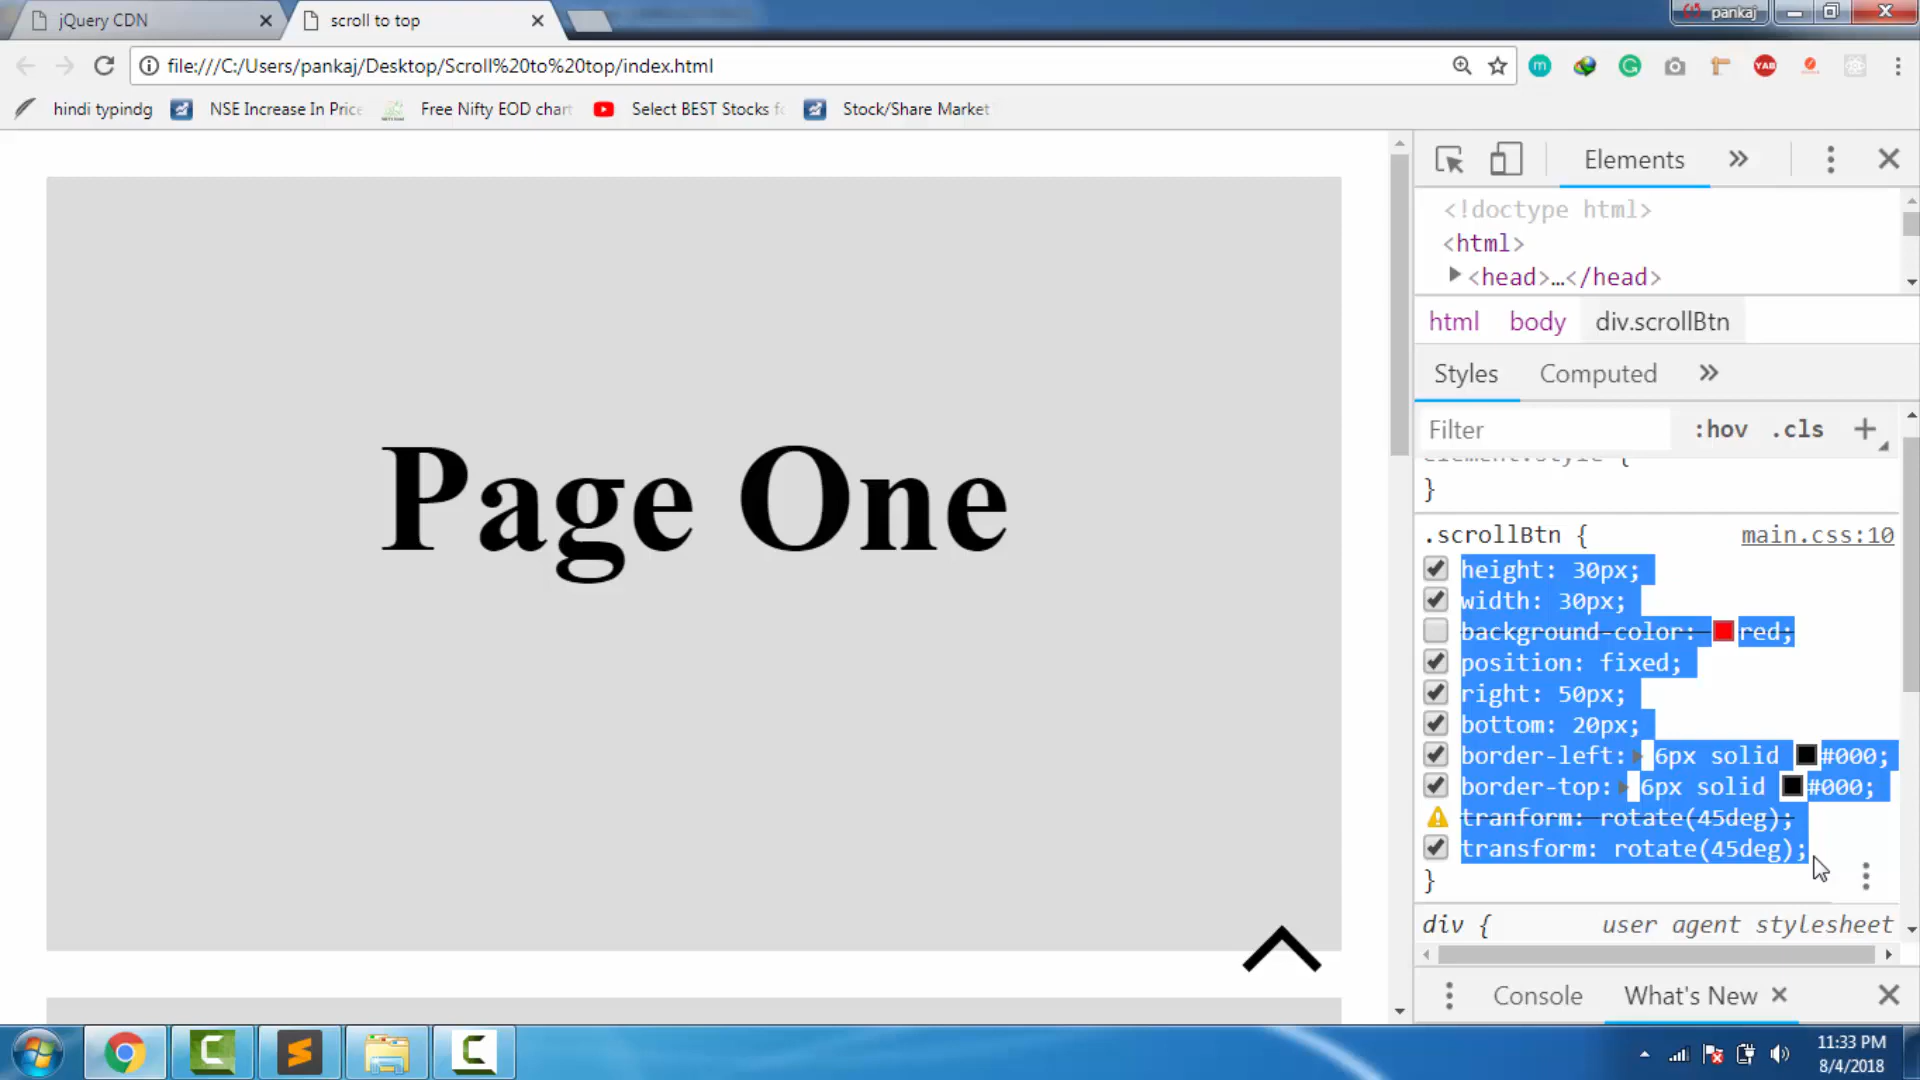 jQuery CDN
scroll to top
pankaj
file:///C:/Users/pankaj/Desktop/Scroll%20to%20top/index.html
hindi typindg
NSE Increase In Price
Free Nifty EOD chart
Select BEST Stocks f
Stock/Share Market
Page One
Elements
<!doctype html>
<html>
<head>…</head>
html body div.scrollBtn
Styles Computed
Filter :hov .cls
element.style {
}
.scrollBtn { main.css:10
height: 30px;
width: 30px;
background-color: red;
position: fixed;
right: 50px;
bottom: 20px;
border-left: 6px solid #000;
border-top: 6px solid #000;
tranform: rotate(45deg);
transform: rotate(45deg);
}
div { user agent stylesheet
Console What's New
11:33 PM
8/4/2018